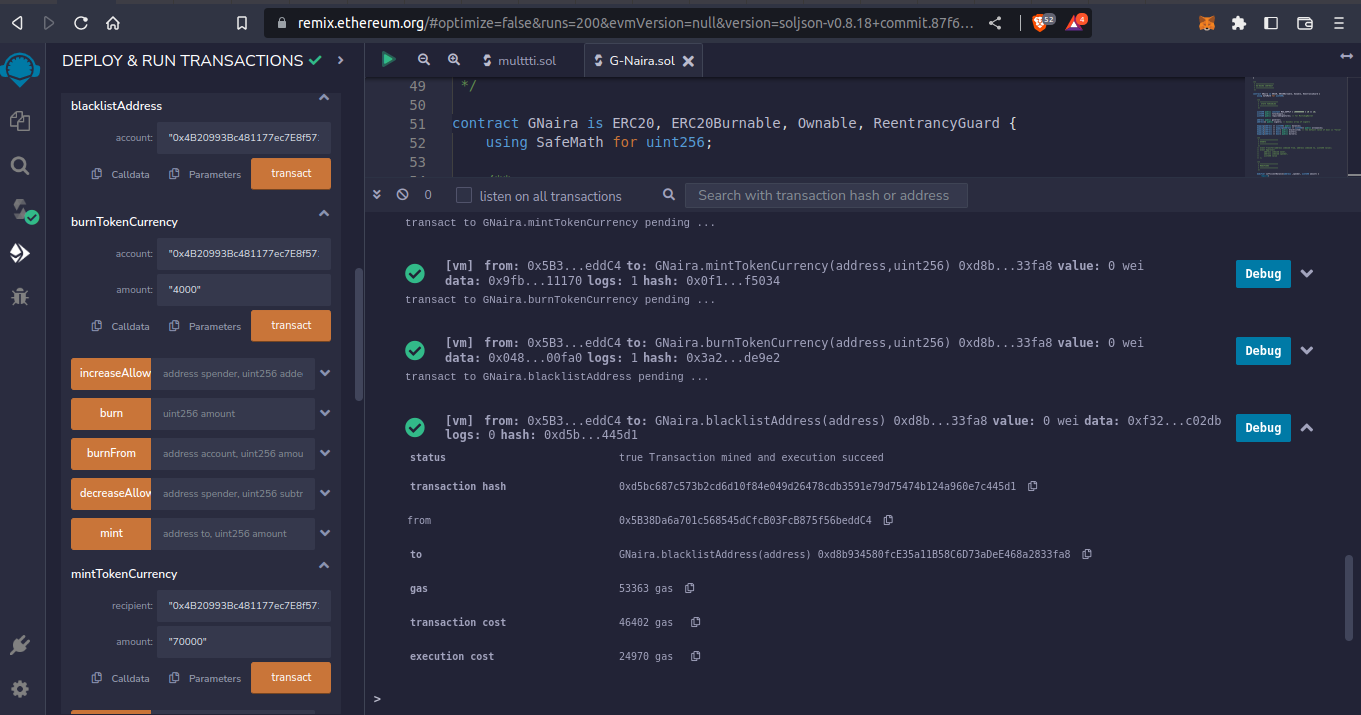 remix.ethereum.org/#optimize=false&runs=200&evmVersion=null&version=soljson-v0.8.18+commit.87f6...
52
4
DEPLOY & RUN TRANSACTIONS
blacklistAddress
account: "0x4B20993Bc481177ec7E8f57:
Calldata Parameters transact
burnTokenCurrency
account: "0x4B20993Bc481177ec7E8f57:
amount: "4000"
Calldata Parameters transact
increaseAllow address spender, uint256 adde
burn uint256 amount
burnFrom address account, uint256 amou
decreaseAllow address spender, uint256 subtr
mint address to, uint256 amount
mintTokenCurrency
recipient: "0x4B20993Bc481177ec7E8f57:
amount: "70000"
Calldata Parameters transact
multtti.sol
G-Naira.sol
49 */
50
51 contract GNaira is ERC20, ERC20Burnable, Ownable, ReentrancyGuard {
52 using SafeMath for uint256;
53
0 listen on all transactions Search with transaction hash or address
transact to GNaira.mintTokenCurrency pending ...
[vm] from: 0x5B3...eddC4 to: GNaira.mintTokenCurrency(address,uint256) 0xd8b...33fa8 value: 0 wei
data: 0x9fb...11170 logs: 1 hash: 0x0f1...f5034
Debug
transact to GNaira.burnTokenCurrency pending ...
[vm] from: 0x5B3...eddC4 to: GNaira.burnTokenCurrency(address,uint256) 0xd8b...33fa8 value: 0 wei
data: 0x048...00fa0 logs: 1 hash: 0x3a2...de9e2
Debug
transact to GNaira.blacklistAddress pending ...
[vm] from: 0x5B3...eddC4 to: GNaira.blacklistAddress(address) 0xd8b...33fa8 value: 0 wei data: 0xf32...c02db
logs: 0 hash: 0xd5b...445d1
Debug
status true Transaction mined and execution succeed
transaction hash 0xd5bc687c573b2cd6d10f84e049d26478cdb3591e79d75474b124a960e7c445d1
from 0x5B38Da6a701c568545dCfcB03FcB875f56beddC4
to GNaira.blacklistAddress(address) 0xd8b934580fcE35a11B58C6D73aDeE468a2833fa8
gas 53363 gas
transaction cost 46402 gas
execution cost 24970 gas
>